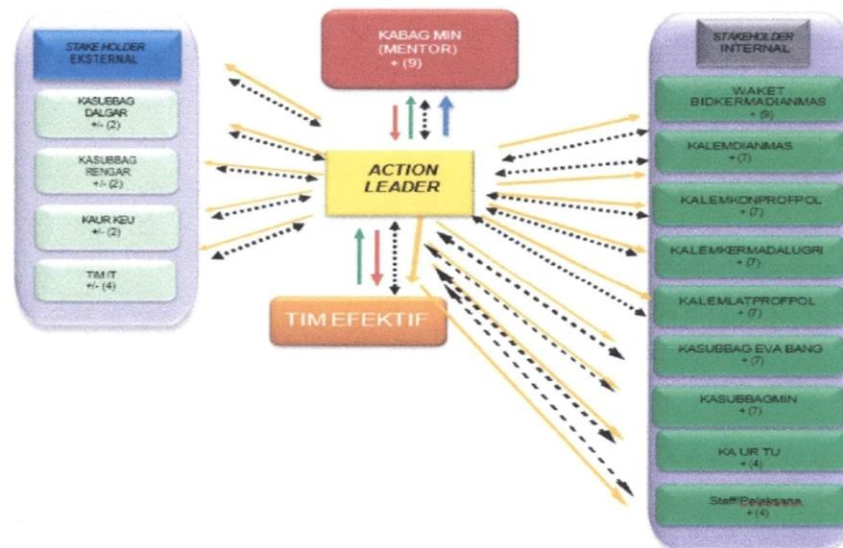 STAKE HOLDER
EKSTERNAL
KASUBBAG
DALGAR
+/- (2)
KASUBBAG
RENGAR
+/- (2)
KAUR KEU
+/- (2)
TIM IT
+/- (4)
KABAG MIN
(MENTOR)
+ (9)
ACTION
LEADER
TIM EFEKTIF
STAKEHOLDER
INTERNAL
WAKET
BIDKERMADIANMAS
+ (9)
KALEMDIANMAS
+ (7)
KALEMKONPROFPOL
+ (7)
KALEMKERMADALUGRI
+ (7)
KALEMLATPROFPOL
+ (7)
KASUBBAG EVA BANG
+ (7)
KASUBBAGMIN
+ (7)
KA UR TU
+ (4)
Staff/Pelaksana
+ (4)